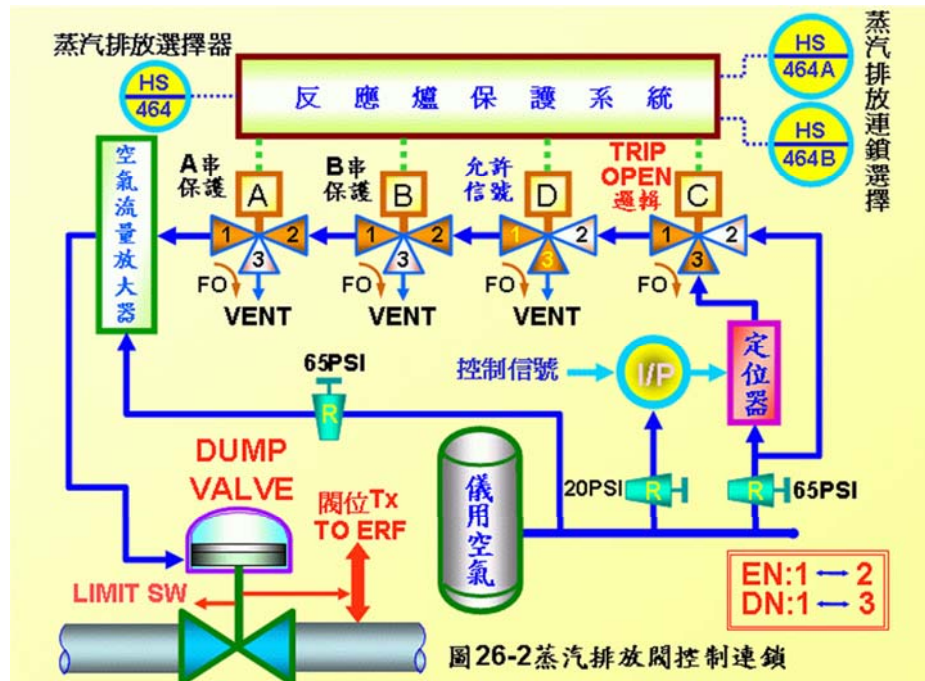 蒸汽排放選擇器
HS
464
反應爐保護系統
HS
464A
HS
464B
蒸汽排放連鎖選擇
空氣流量放大器
A串
保護
A
B串
保護
B
允許
信號
D
TRIP
OPEN
邏輯
C
1
2
3
1
2
3
1
2
3
1
2
3
FO
VENT
FO
VENT
FO
VENT
FO
65PSI
R
控制信號
I/P
定位器
DUMP
VALVE
閥位Tx
TO ERF
LIMIT SW
儀用空氣
20PSI
R
R
65PSI
EN:1 ↔ 2
DN:1 ↔ 3
圖26-2蒸汽排放閥控制連鎖